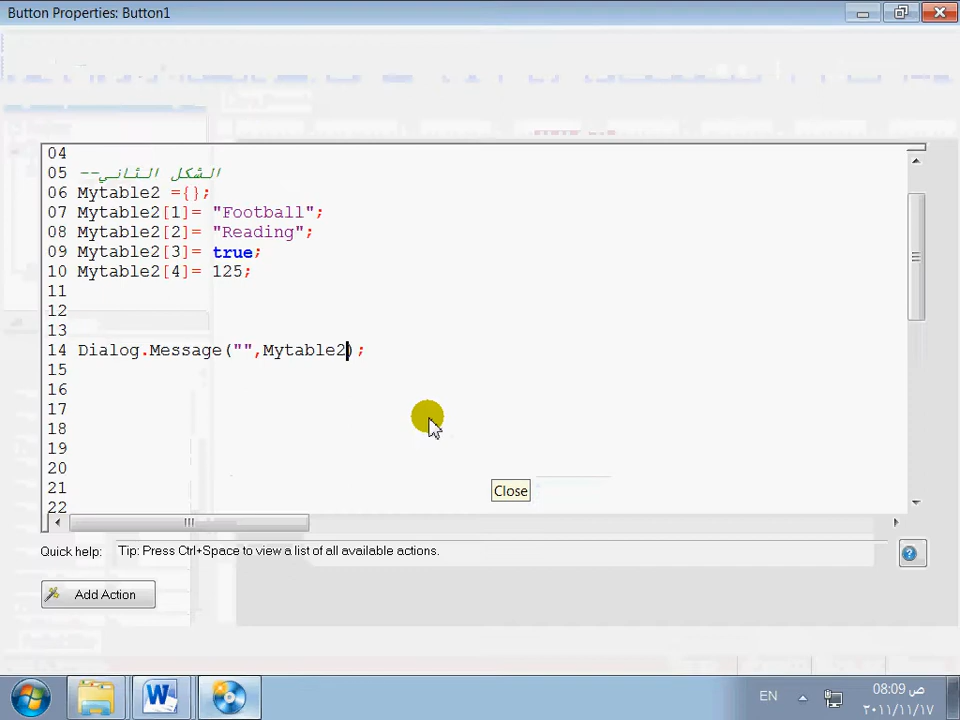 Button Properties: Button1
04
05 --الشكل الثاني
06 Mytable2 ={};
07 Mytable2[1]= "Football";
08 Mytable2[2]= "Reading";
09 Mytable2[3]= true;
10 Mytable2[4]= 125;
11
12
13
14 Dialog.Message("",Mytable2);
15
16
17
18
19
20
21
22
Close
Quick help: Tip: Press Ctrl+Space to view a list of all available actions.
Add Action
EN
08:09 ص
٢٠١١/١١/١٧